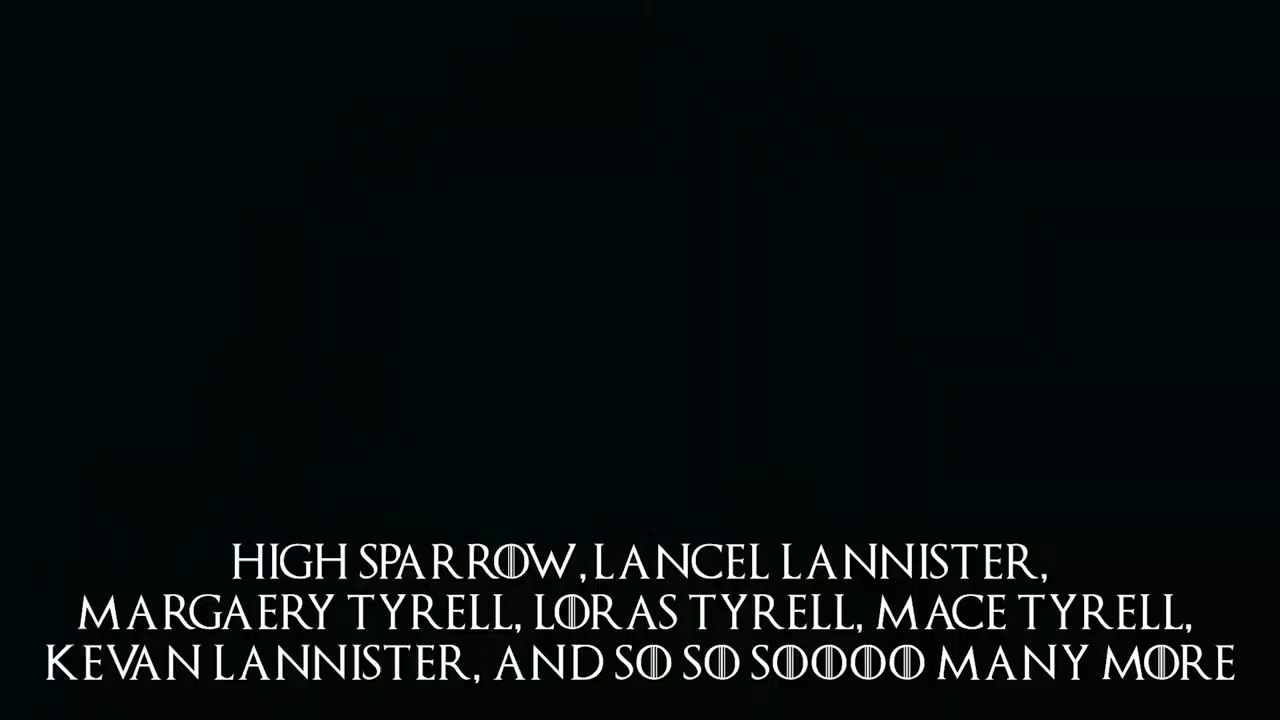 HIGH SPARROW, LANCEL LANNISTER,
MARGAERY TYRELL, LORAS TYRELL, MACE TYRELL,
KEVAN LANNISTER, AND SO SO SOOOO MANY MORE